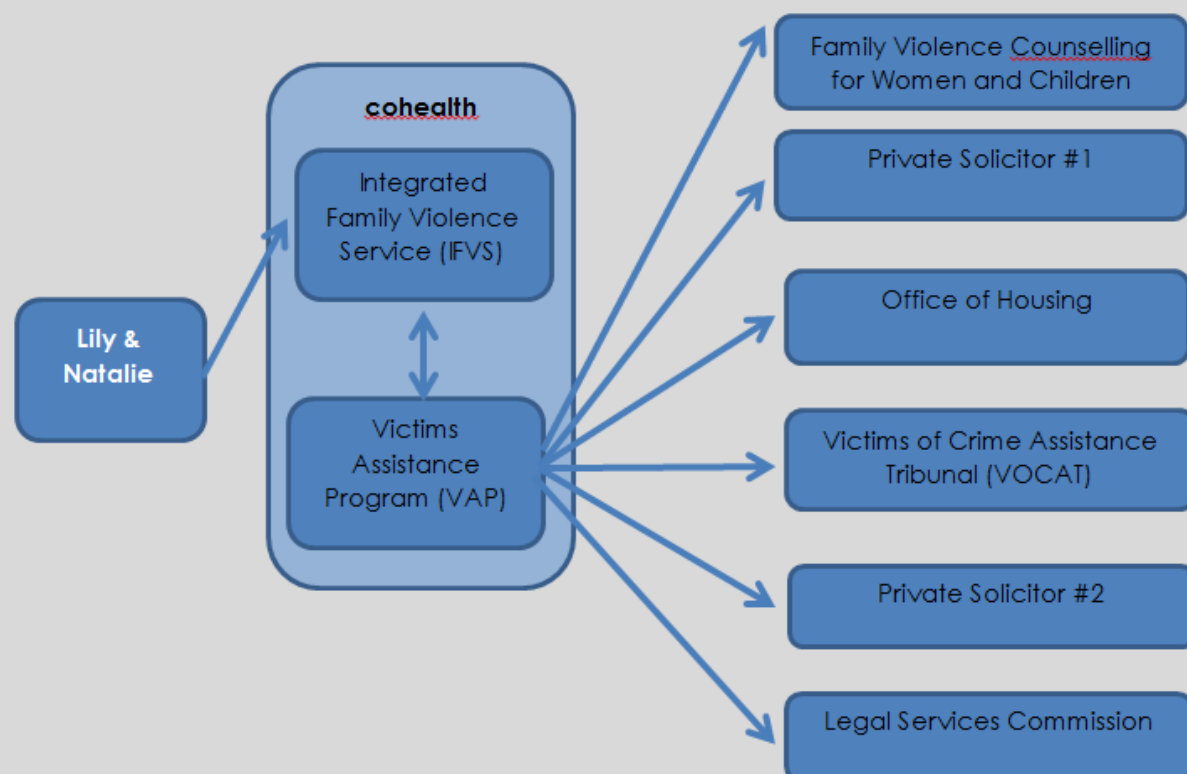 Lily &
Natalie
cohealth
Integrated
Family Violence
Service (IFVS)
Victims
Assistance
Program (VAP)
Family Violence Counselling
for Women and Children
Private Solicitor #1
Office of Housing
Victims of Crime Assistance
Tribunal (VOCAT)
Private Solicitor #2
Legal Services Commission